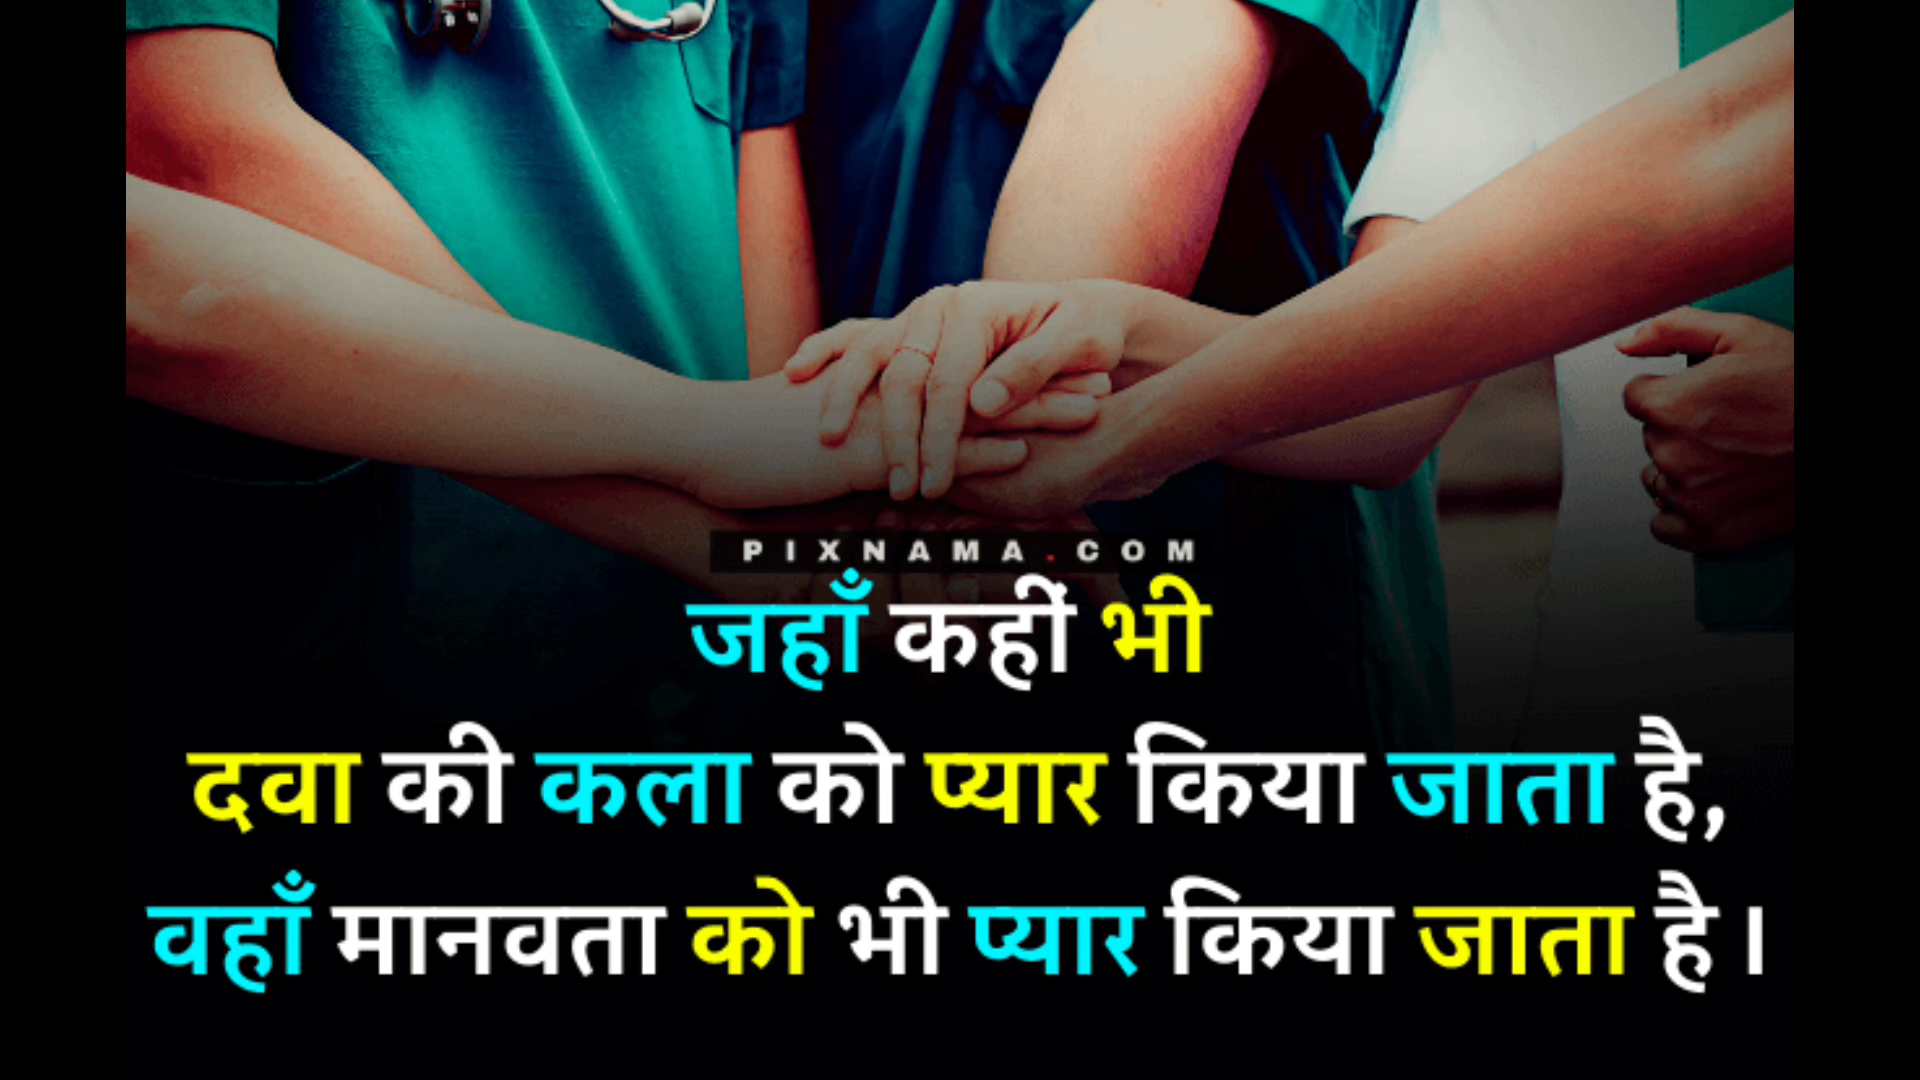 PIXNAMA.COM
जहाँ कहीं भी
दवा की कला को प्यार किया जाता है,
वहाँ मानवता को भी प्यार किया जाता है।